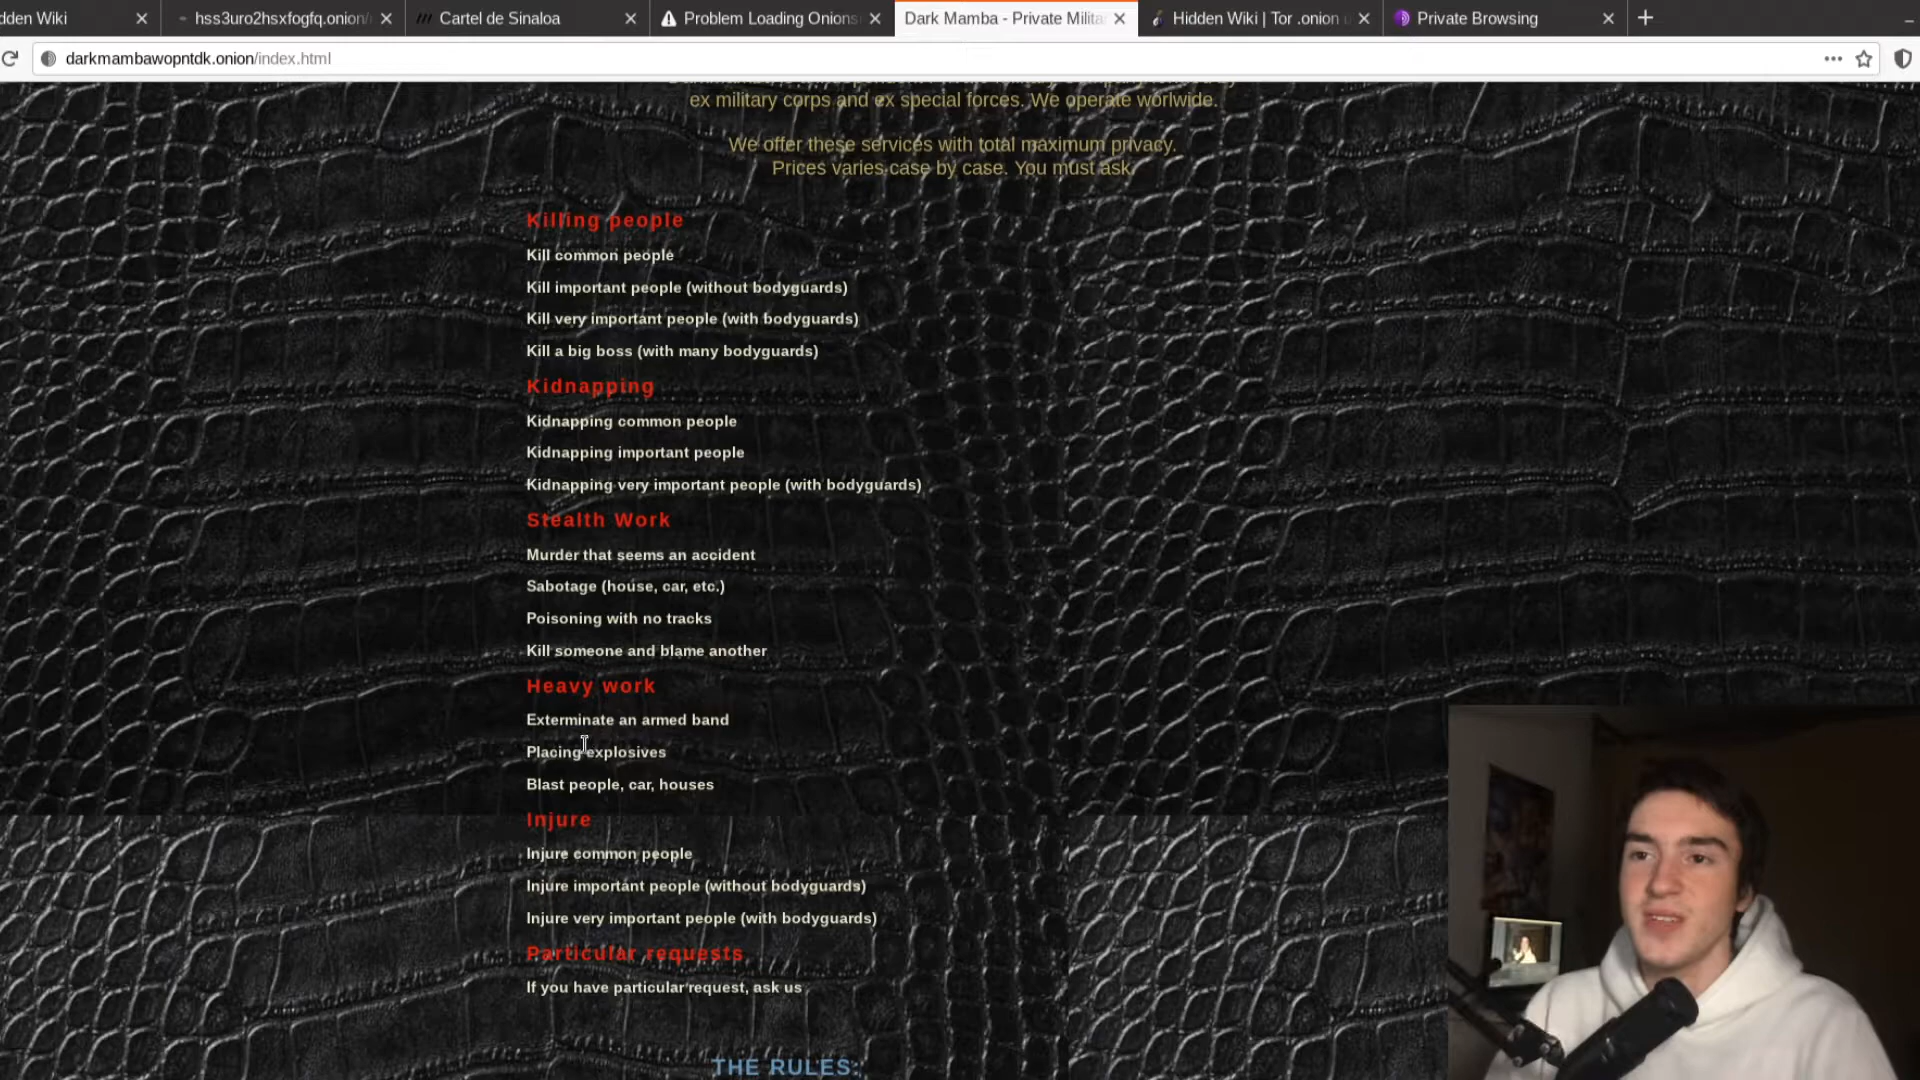 dden Wiki
hss3uro2hsxfogfq.onion/
Cartel de Sinaloa
Problem Loading Onions
Dark Mamba - Private Milita
Hidden Wiki | Tor .onion
Private Browsing
darkmambawopntdk.onion/index.html
ex military corps and ex special forces. We operate worlwide.
We offer these services with total maximum privacy.
Prices varies case by case. You must ask.
Killing people
Kill common people
Kill important people (without bodyguards)
Kill very important people (with bodyguards)
Kill a big boss (with many bodyguards)
Kidnapping
Kidnapping common people
Kidnapping important people
Kidnapping very important people (with bodyguards)
Stealth Work
Murder that seems an accident
Sabotage (house, car, etc.)
Poisoning with no tracks
Kill someone and blame another
Heavy work
Exterminate an armed band
Placing explosives
Blast people, car, houses
Injure
Injure common people
Injure important people (without bodyguards)
Injure very important people (with bodyguards)
Particular requests
If you have particular request, ask us
THE RULES: